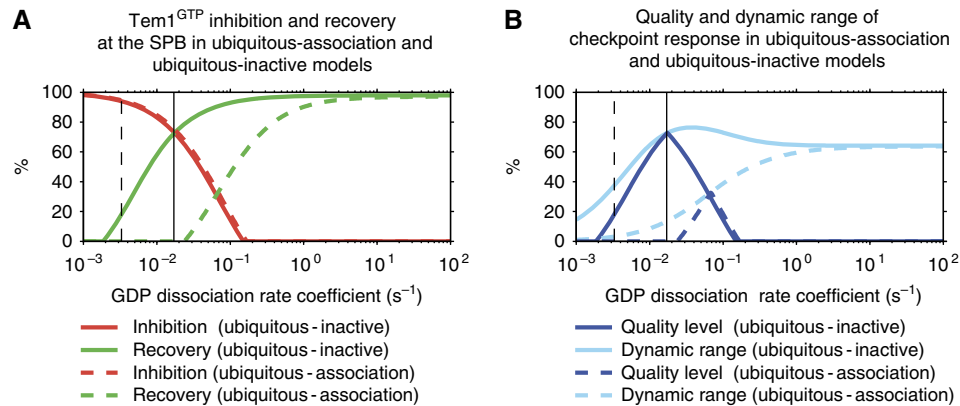 A
Tem1GTP inhibition and recovery
at the SPB in ubiquitous-association and
ubiquitous-inactive models
%
100
80
60
40
20
0
10−3
10−2
10−1
100
101
102
GDP dissociation rate coefficient (s−1)
Inhibition (ubiquitous-inactive)
Recovery (ubiquitous-inactive)
Inhibition (ubiquitous-association)
Recovery (ubiquitous-association)
B
Quality and dynamic range of
checkpoint response in ubiquitous-association
and ubiquitous-inactive models
%
100
80
60
40
20
0
10−3
10−2
10−1
100
101
102
GDP dissociation rate coefficient (s−1)
Quality level (ubiquitous-inactive)
Dynamic range (ubiquitous-inactive)
Quality level (ubiquitous-association)
Dynamic range (ubiquitous-association)